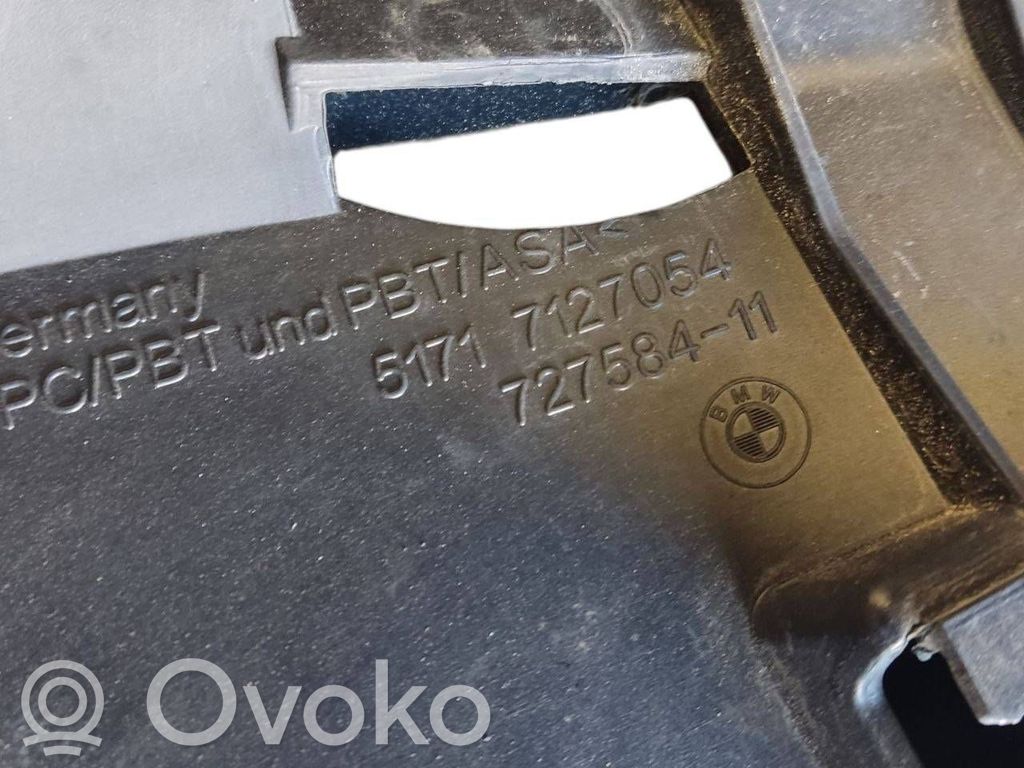 ermany
PC/PBT und PBT/ASA<
5171 7127054
727584-11
BMW
Ovoko